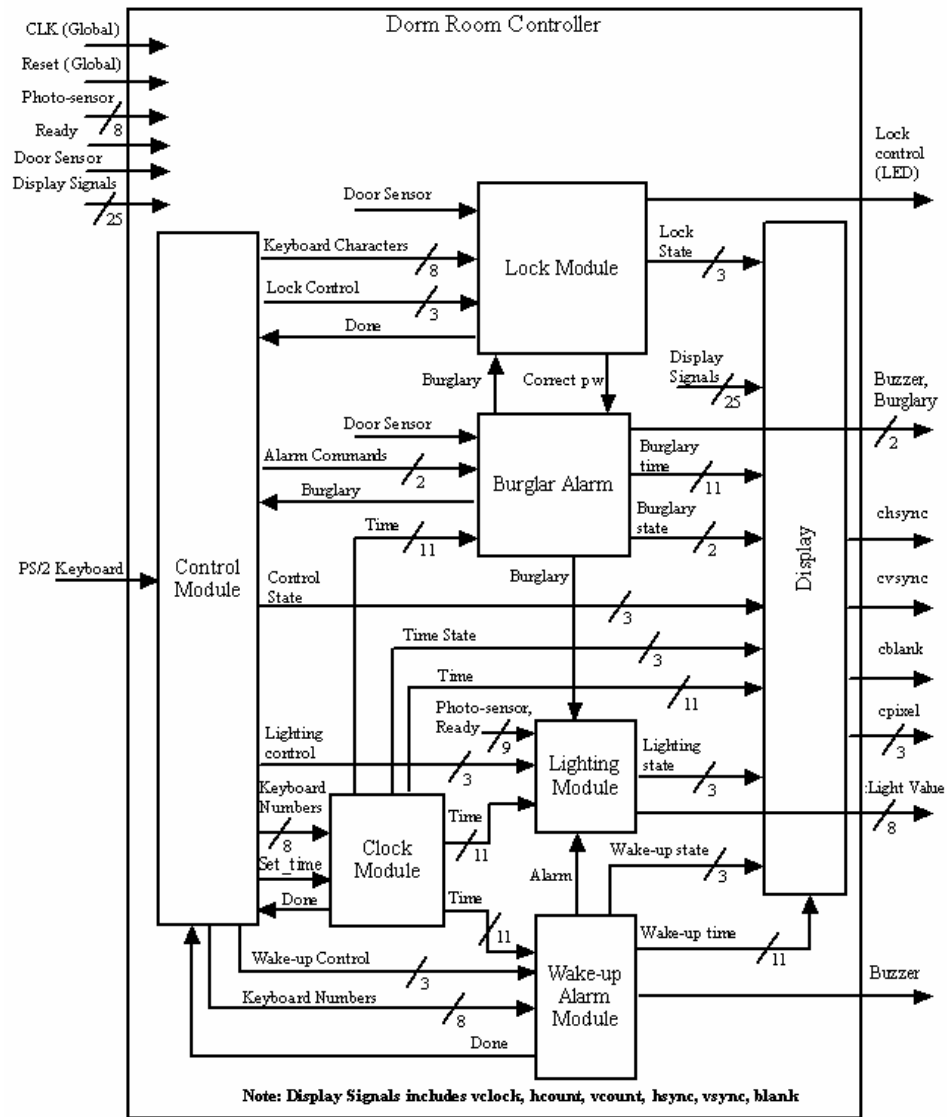 Dorm Room Controller
CLK (Global)
Reset (Global)
Photo-sensor
8
Ready
Door Sensor
Display Signals
25
Lock
control
(LED)
Door Sensor
Keyboard Characters
8
Lock Control
3
Done
Lock Module
Lock
State
3
Burglary
Correct pw
Display
Signals
25
Buzzer,
Burglary
2
Door Sensor
Alarm Commands
2
Burglary
Time
11
Burglar Alarm
Burglary
time
11
Burglary
state
2
Burglary
Display
chsync
cvsync
cblank
cpixel
3
PS/2 Keyboard
Control
Module
Control
State
3
Time State
3
Time
11
Photo-sensor,
Ready
9
Lighting
control
3
Lighting
Module
Lighting
state
3
:Light Value
8
Keyboard
Numbers
8
Set_time
Done
Clock
Module
Time
11
Time
11
Alarm
Wake-up state
3
Wake-up time
11
Wake-up Control
3
Keyboard Numbers
8
Done
Wake-up
Alarm
Module
Buzzer
Note: Display Signals includes vclock, hcount, vcount, hsync, vsync, blank